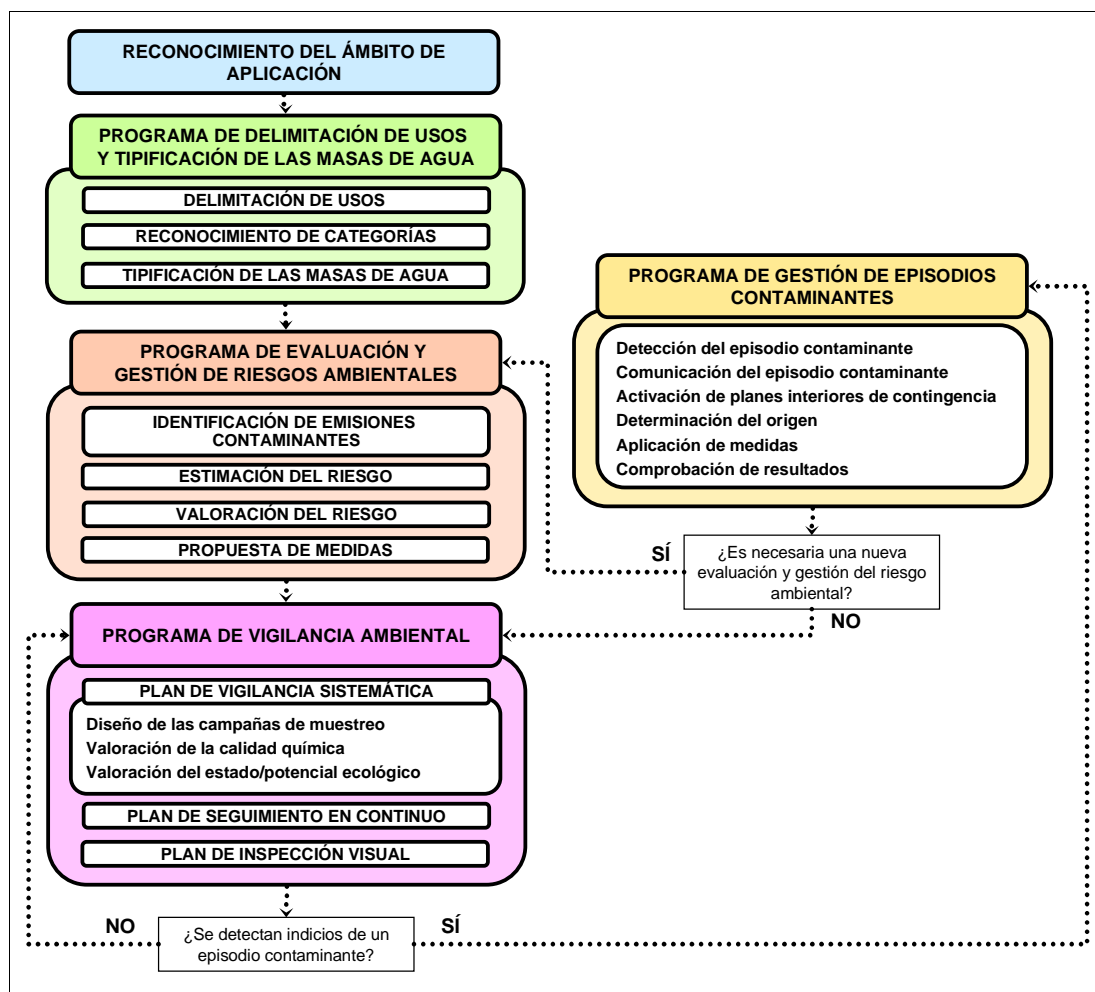 RECONOCIMIENTO DEL ÁMBITO DE
APLICACIÓN
PROGRAMA DE DELIMITACIÓN DE USOS
Y TIPIFICACIÓN DE LAS MASAS DE AGUA
DELIMITACIÓN DE USOS
RECONOCIMIENTO DE CATEGORÍAS
TIPIFICACIÓN DE LAS MASAS DE AGUA
PROGRAMA DE EVALUACIÓN Y
GESTIÓN DE RIESGOS AMBIENTALES
IDENTIFICACIÓN DE EMISIONES
CONTAMINANTES
ESTIMACIÓN DEL RIESGO
VALORACIÓN DEL RIESGO
PROPUESTA DE MEDIDAS
PROGRAMA DE VIGILANCIA AMBIENTAL
PLAN DE VIGILANCIA SISTEMÁTICA
Diseño de las campañas de muestreo
Valoración de la calidad química
Valoración del estado/potencial ecológico
PLAN DE SEGUIMIENTO EN CONTINUO
PLAN DE INSPECCIÓN VISUAL
NO
¿Se detectan indicios de un
episodio contaminante?
SÍ
PROGRAMA DE GESTIÓN DE EPISODIOS
CONTAMINANTES
Detección del episodio contaminante
Comunicación del episodio contaminante
Activación de planes interiores de contingencia
Determinación del origen
Aplicación de medidas
Comprobación de resultados
SÍ
¿Es necesaria una nueva
evaluación y gestión del riesgo
ambiental?
NO